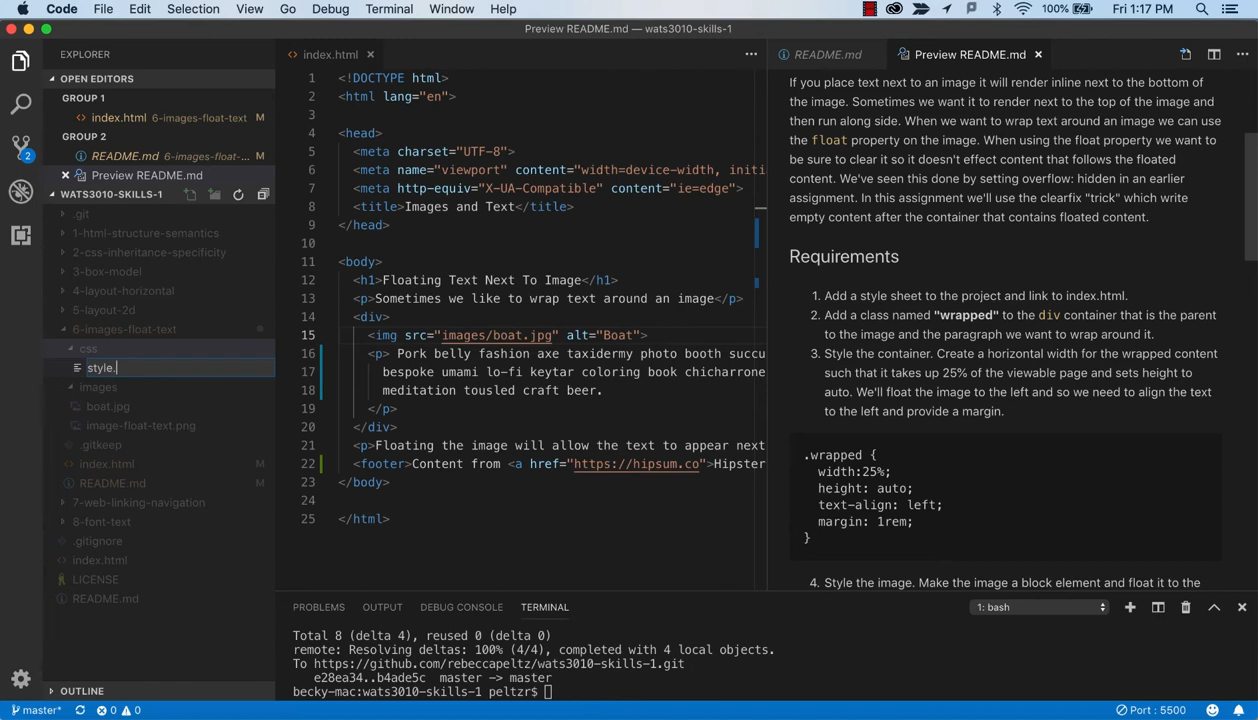 Code File Edit Selection View Go Debug Terminal Window Help
100% Fri 1:17 PM
Preview README.md — wats3010-skills-1
EXPLORER
OPEN EDITORS
GROUP 1
index.html 6-images-float-text M
GROUP 2
README.md 6-images-float-... M
Preview README.md
WATS3010-SKILLS-1
.git
1-html-structure-semantics
2-css-inheritance-specificity
3-box-model
4-layout-horizontal
5-layout-2d
6-images-float-text
css
style.
images
boat.jpg
image-float-text.png
.gitkeep
index.html M
README.md M
7-web-linking-navigation
8-font-text
.gitignore
index.html
LICENSE
README.md
OUTLINE
2
index.html
1 <!DOCTYPE html>
2 <html lang="en">
3
4 <head>
5 <meta charset="UTF-8">
6 <meta name="viewport" content="width=device-width, initi
7 <meta http-equiv="X-UA-Compatible" content="ie=edge">
8 <title>Images and Text</title>
9 </head>
10
11 <body>
12 <h1>Floating Text Next To Image</h1>
13 <p>Sometimes we like to wrap text around an image</p>
14 <div>
15 <img src="images/boat.jpg" alt="Boat">
16 <p> Pork belly fashion axe taxidermy photo booth succu
17 bespoke umami lo-fi keytar coloring book chicharrone
18 meditation tousled craft beer.
19 </p>
20 </div>
21 <p>Floating the image will allow the text to appear next
22 <footer>Content from <a href="https://hipsum.co">Hipster
23 </body>
24
25 </html>
README.md
Preview README.md
If you place text next to an image it will render inline next to the bottom of
the image. Sometimes we want it to render next to the top of the image and
then run along side. When we want to wrap text around an image we can use
the float property on the image. When using the float property we want to
be sure to clear it so it doesn't effect content that follows the floated
content. We've seen this done by setting overflow: hidden in an earlier
assignment. In this assignment we'll use the clearfix "trick" which write
empty content after the container that contains floated content.
Requirements
1. Add a style sheet to the project and link to index.html.
2. Add a class named "wrapped" to the div container that is the parent
to the image and the paragraph we want to wrap around it.
3. Style the container. Create a horizontal width for the wrapped content
such that it takes up 25% of the viewable page and sets height to
auto. We'll float the image to the left and so we need to align the text
to the left and provide a margin.
.wrapped {
width:25%;
height: auto;
text-align: left;
margin: 1rem;
}
4. Style the image. Make the image a block element and float it to the
PROBLEMS OUTPUT DEBUG CONSOLE TERMINAL
1: bash
Total 8 (delta 4), reused 0 (delta 0)
remote: Resolving deltas: 100% (4/4), completed with 4 local objects.
To https://github.com/rebeccapeltz/wats3010-skills-1.git
e28ea34..b4ade5c master -> master
becky-mac:wats3010-skills-1 peltzr$
master* 0 0
Port : 5500